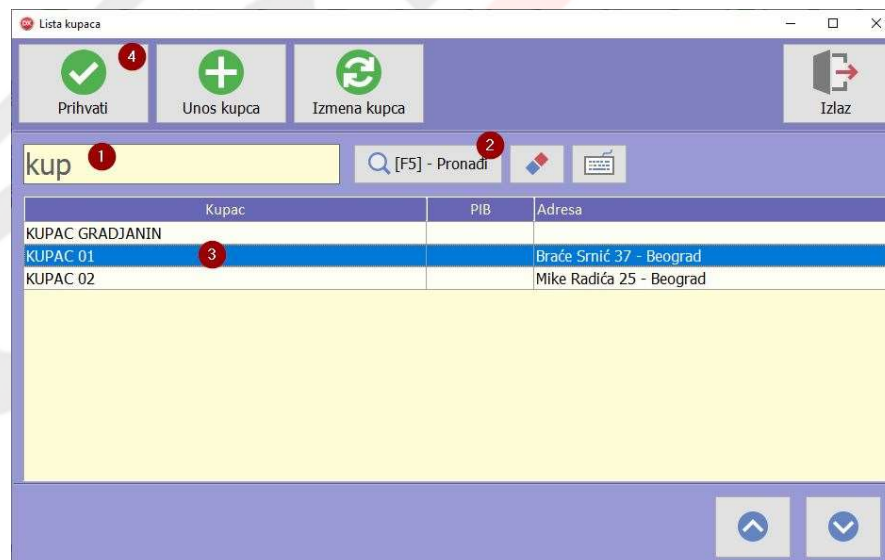 Lista kupaca
4
Prihvati
Unos kupca
Izmena kupca
Izlaz
kup 1
[F5] - Pronađi 2
Kupac PIB Adresa
KUPAC GRADJANIN
KUPAC 01 3 Braće Srnić 37 - Beograd
KUPAC 02 Mike Radića 25 - Beograd